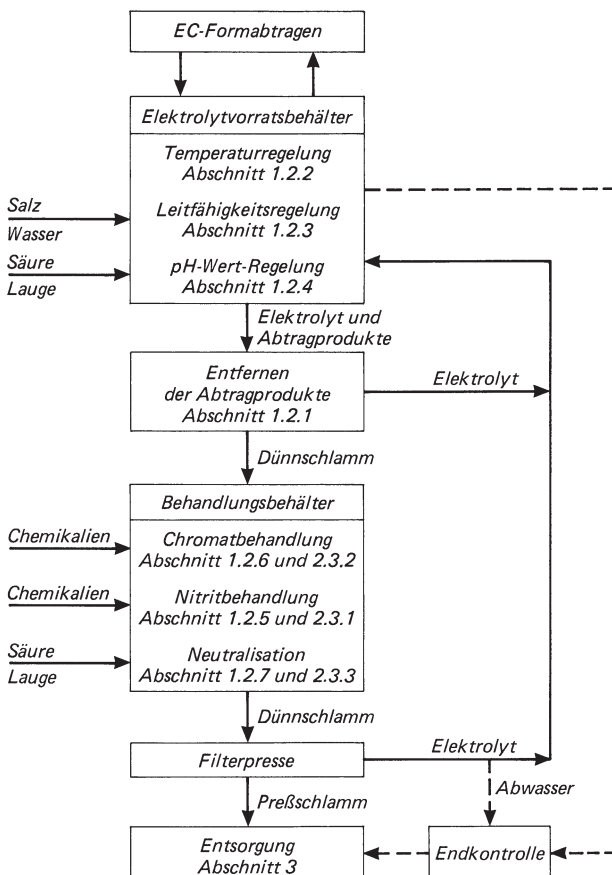 EC-Formabtragen
Elektrolytvorratsbehälter
Temperaturregelung
Abschnitt 1.2.2
Salz
Wasser
Leitfähigkeitsregelung
Abschnitt 1.2.3
Säure
Lauge
pH-Wert-Regelung
Abschnitt 1.2.4
Elektrolyt und
Abtragprodukte
Entfernen
der Abtragprodukte
Abschnitt 1.2.1
Elektrolyt
Dünnschlamm
Behandlungsbehälter
Chemikalien
Chromatbehandlung
Abschnitt 1.2.6 und 2.3.2
Chemikalien
Nitritbehandlung
Abschnitt 1.2.5 und 2.3.1
Säure
Lauge
Neutralisation
Abschnitt 1.2.7 und 2.3.3
Dünnschlamm
Filterpresse
Elektrolyt
Abwasser
Preßschlamm
Entsorgung
Abschnitt 3
Endkontrolle